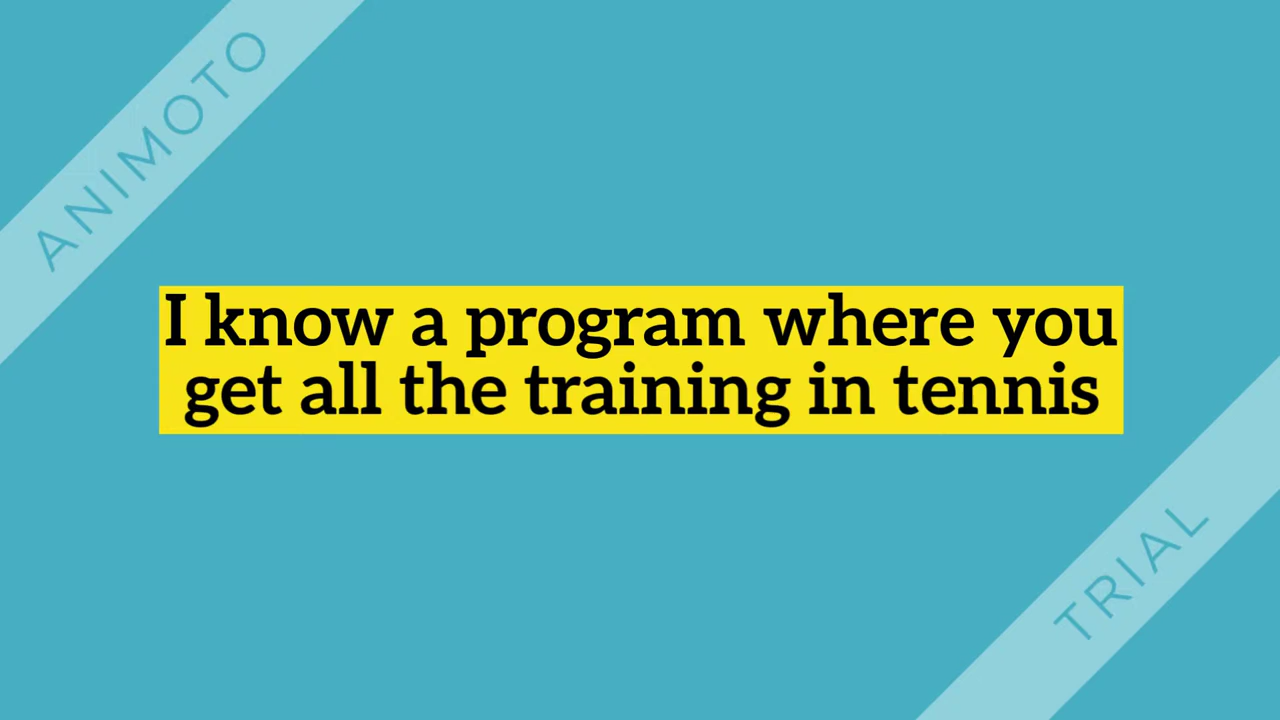 ANIMOTO
I know a program where you
get all the training in tennis
TRIAL